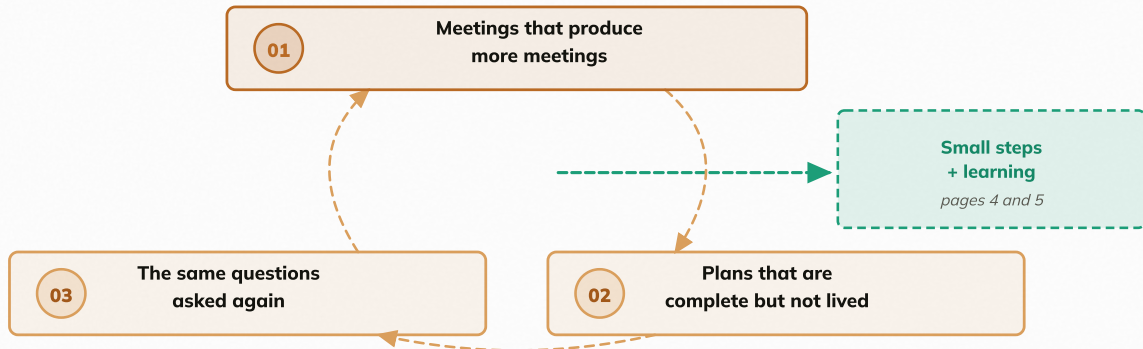 01
Meetings that produce
more meetings
Small steps
+ learning
pages 4 and 5
03
The same questions
asked again
02
Plans that are
complete but not lived